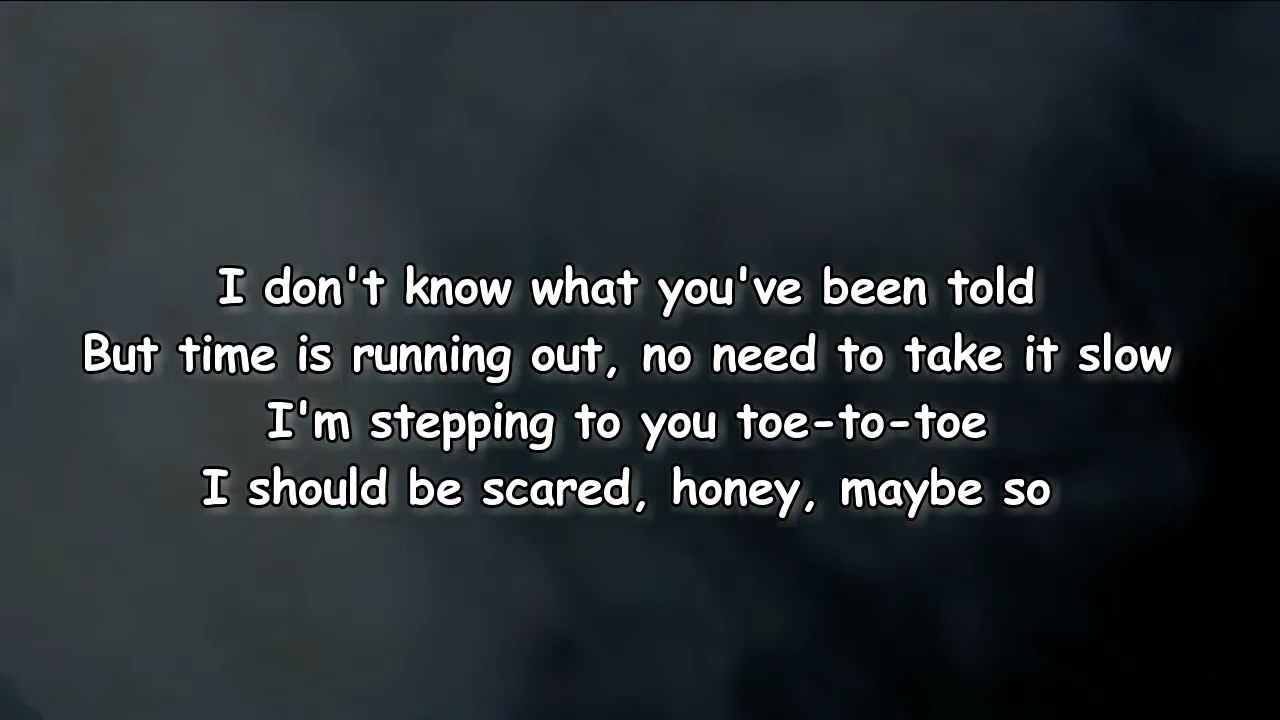 I don't know what you've been told
But time is running out, no need to take it slow
I'm stepping to you toe-to-toe
I should be scared, honey, maybe so